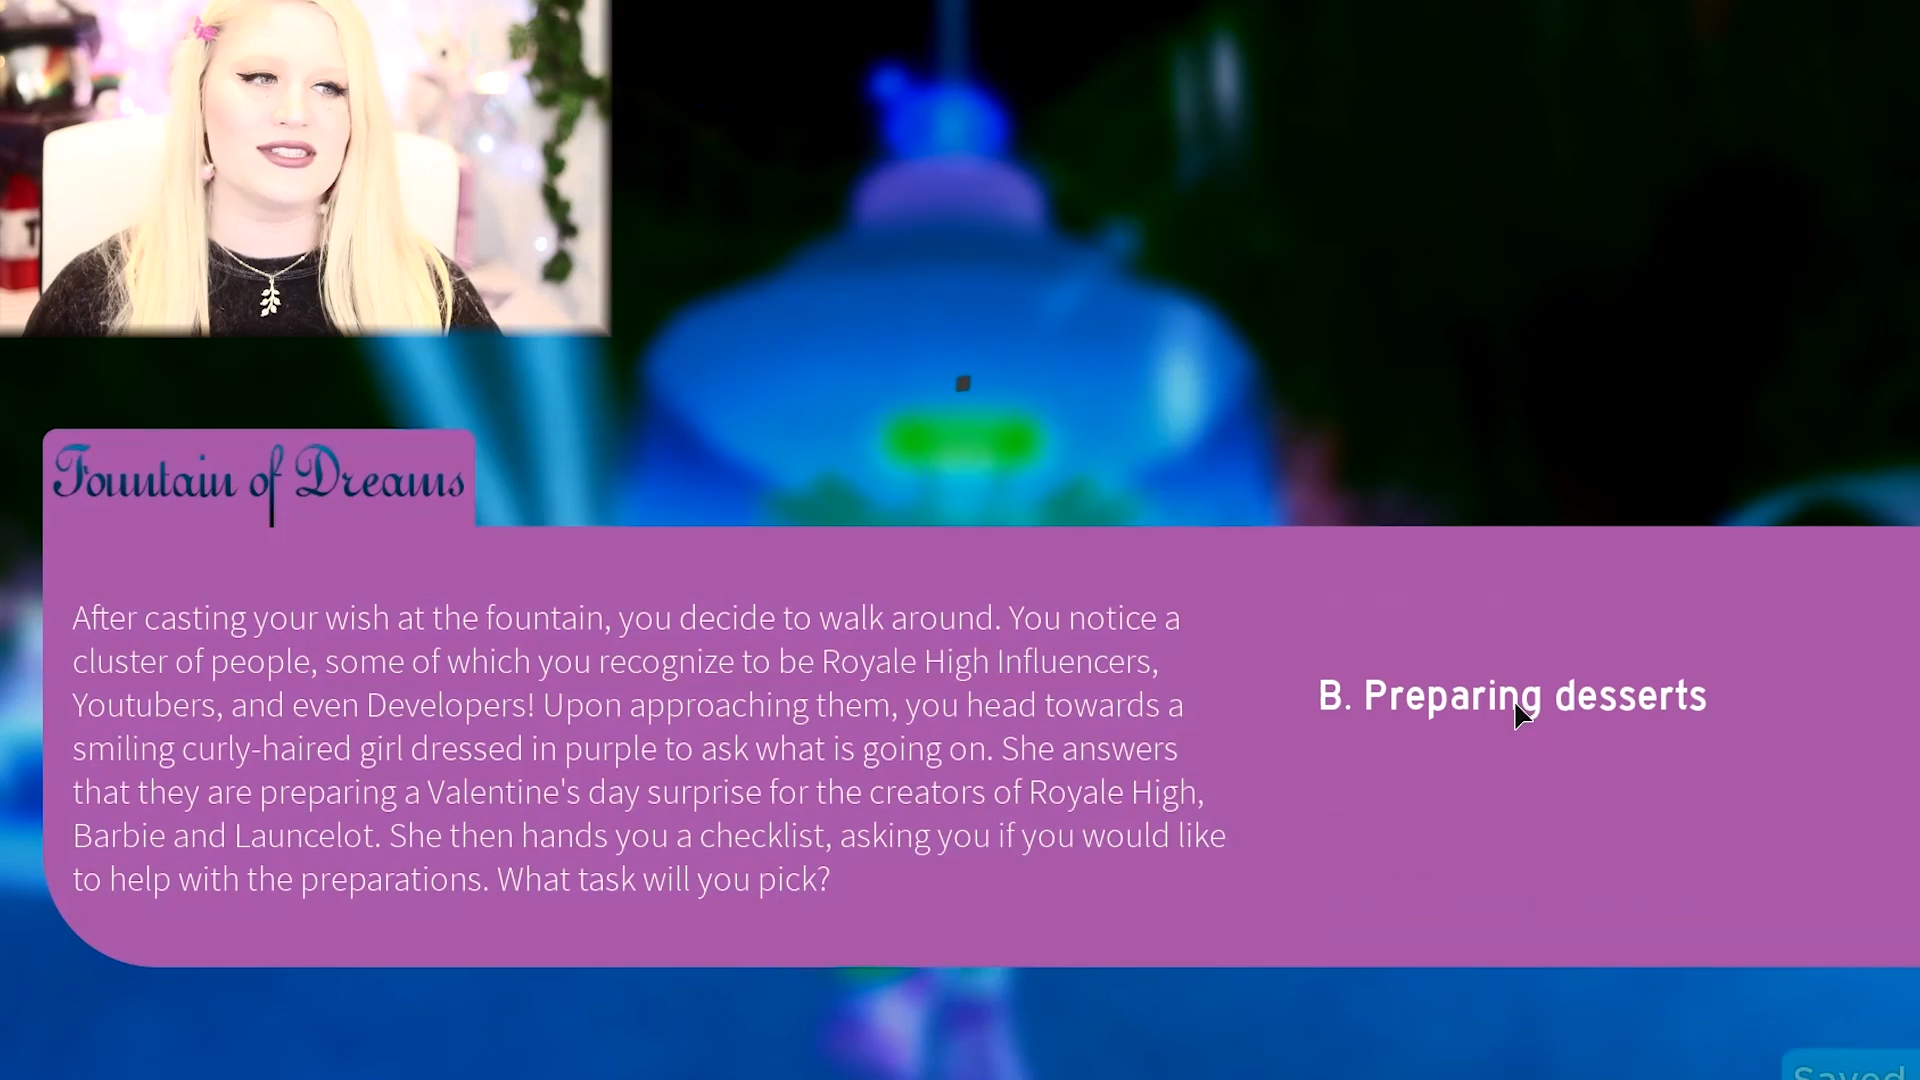 Fountain of Dreams
After casting your wish at the fountain, you decide to walk around. You notice a
cluster of people, some of which you recognize to be Royale High Influencers,
Youtubers, and even Developers! Upon approaching them, you head towards a
smiling curly-haired girl dressed in purple to ask what is going on. She answers
that they are preparing a Valentine's day surprise for the creators of Royale High,
Barbie and Launcelot. She then hands you a checklist, asking you if you would like
to help with the preparations. What task will you pick?
B. Preparing desserts
Saved